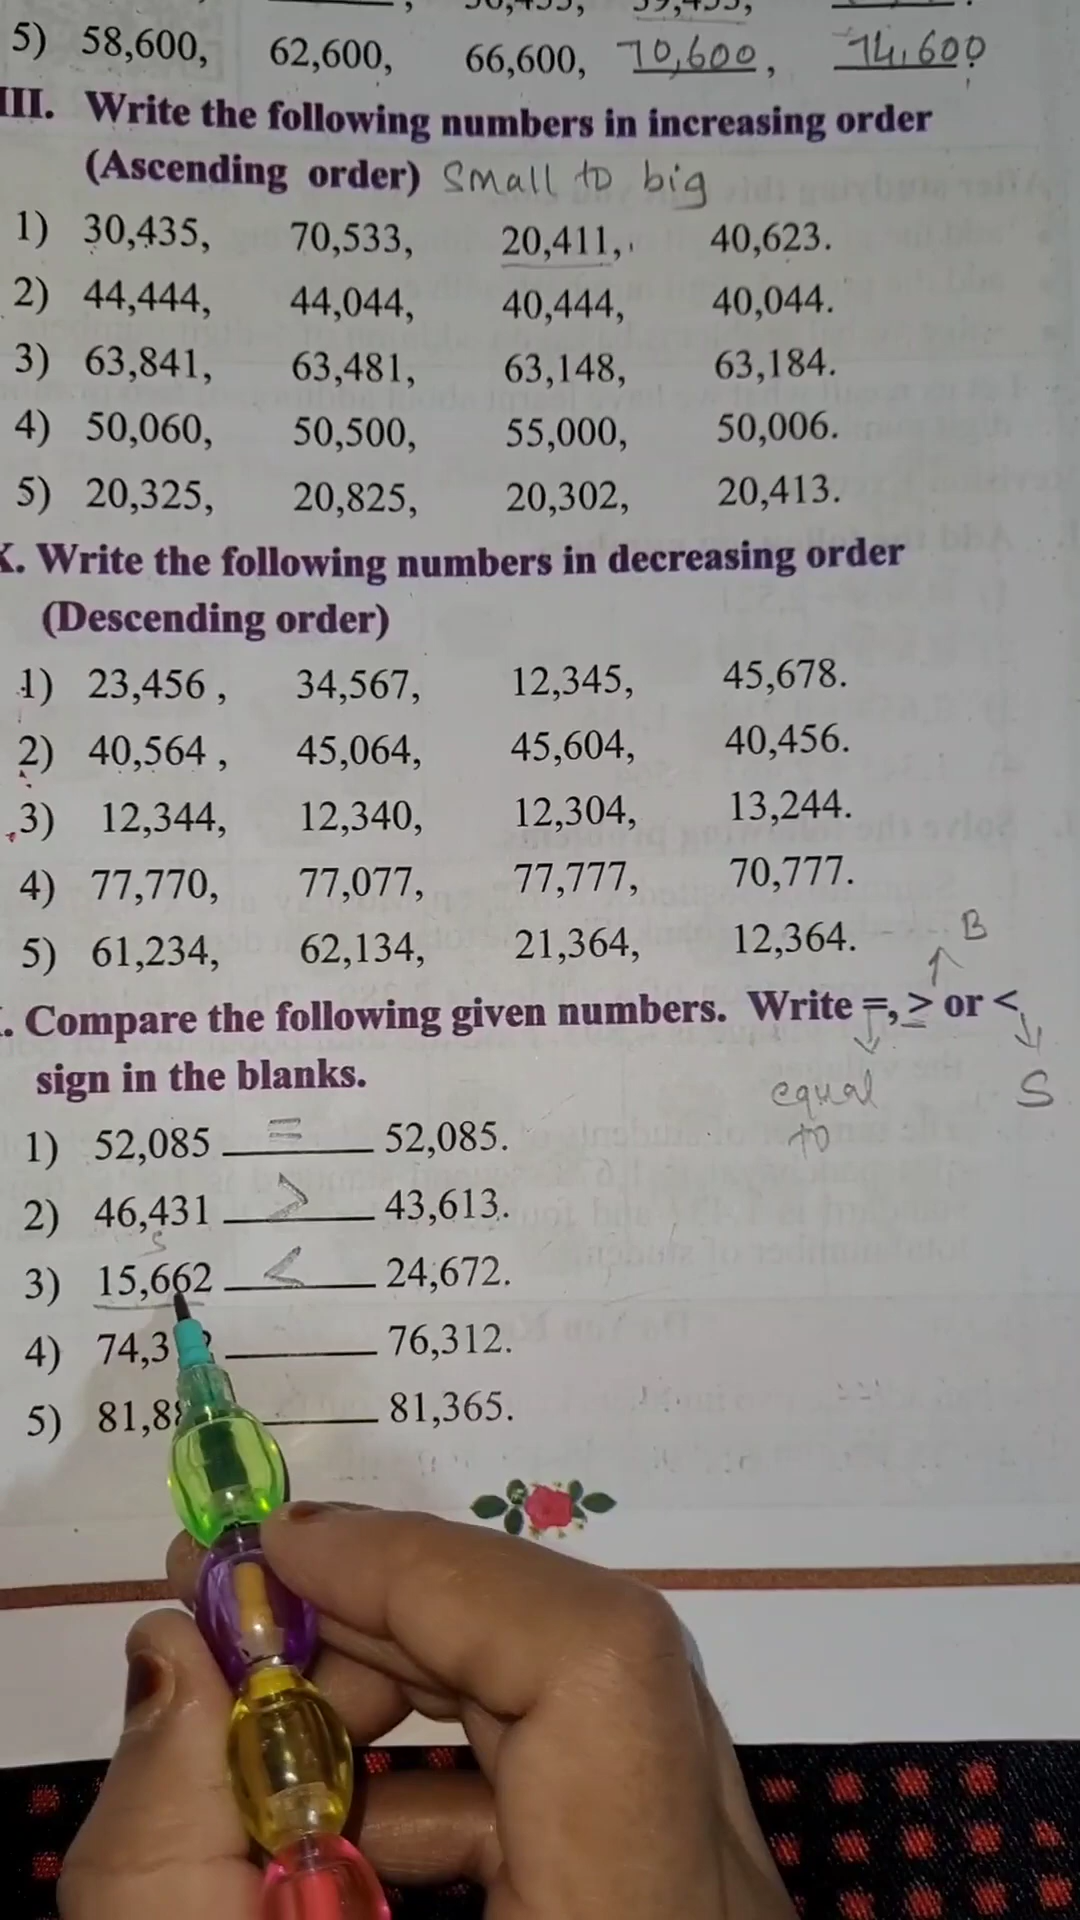 5) 58,600, 62,600, 66,600, 70,600, 74,600
III. Write the following numbers in increasing order
(Ascending order) Small to big
1) 30,435, 70,533, 20,411, 40,623.
2) 44,444, 44,044, 40,444, 40,044.
3) 63,841, 63,481, 63,148, 63,184.
4) 50,060, 50,500, 55,000, 50,006.
5) 20,325, 20,825, 20,302, 20,413.
. Write the following numbers in decreasing order
(Descending order)
1) 23,456 , 34,567, 12,345, 45,678.
2) 40,564 , 45,064, 45,604, 40,456.
3) 12,344, 12,340, 12,304, 13,244.
4) 77,770, 77,077, 77,777, 70,777.
5) 61,234, 62,134, 21,364, 12,364.
B
. Compare the following given numbers. Write =, > or <
sign in the blanks.
equal to
S
1) 52,085 = 52,085.
2) 46,431 > 43,613.
S
3) 15,662 < 24,672.
4) 74,3 76,312.
5) 81,8 81,365.